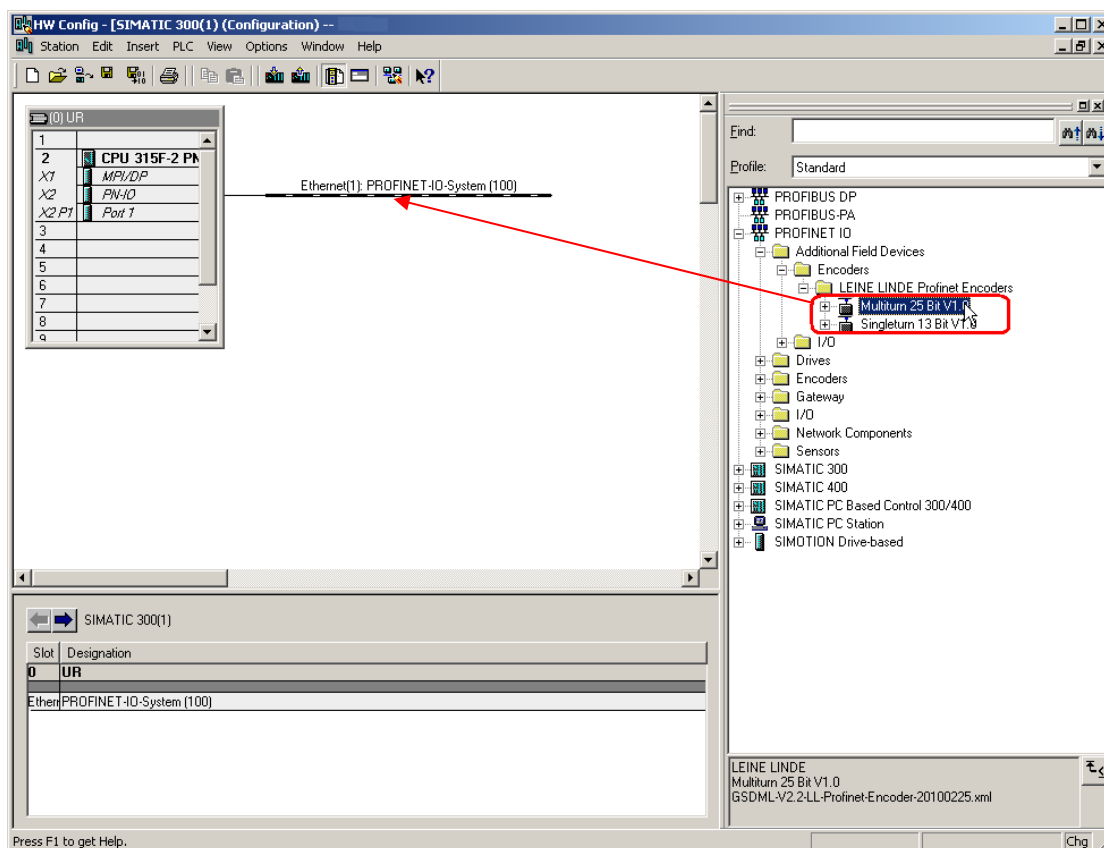 HW Config - [SIMATIC 300(1) (Configuration) --
Station Edit Insert PLC View Options Window Help
(0) UR
1
2 CPU 315F-2 PN
X1 MPI/DP
X2 PN-IO
X2 P1 Port 1
3
4
5
6
7
8
9
Ethernet(1): PROFINET-IO-System (100)
Find:
Profile: Standard
PROFIBUS DP
PROFIBUS-PA
PROFINET IO
Additional Field Devices
Encoders
LEINE LINDE Profinet Encoders
Multiturn 25 Bit V1.0
Singleturn 13 Bit V1.0
I/O
Drives
Encoders
Gateway
I/O
Network Components
Sensors
SIMATIC 300
SIMATIC 400
SIMATIC PC Based Control 300/400
SIMATIC PC Station
SIMOTION Drive-based
SIMATIC 300(1)
Slot Designation
0 UR
Ethern PROFINET-IO-System (100)
LEINE LINDE
Multiturn 25 Bit V1.0
GSDML-V2.2-LL-Profinet-Encoder-20100225.xml
Press F1 to get Help.
Chg